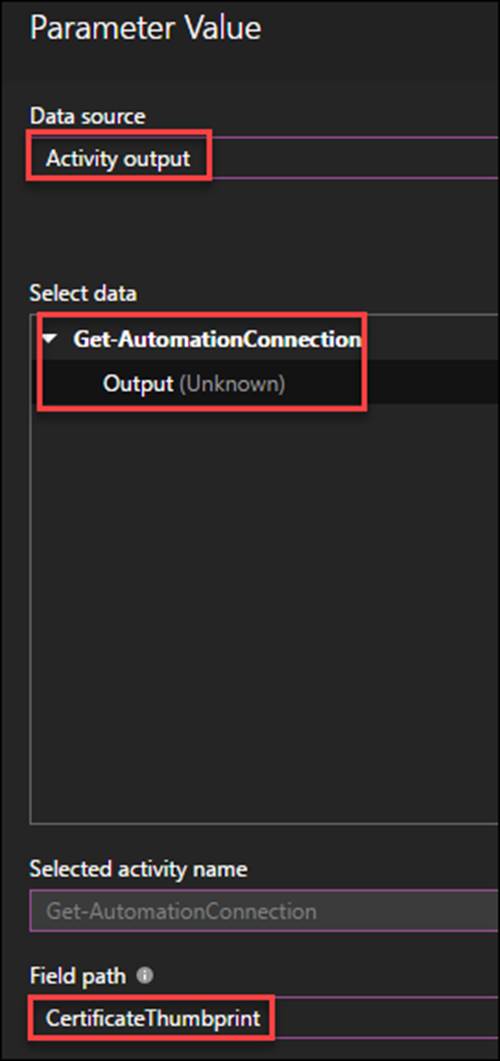 Parameter Value
Data source
Activity output
Select data
Get-AutomationConnection
Output (Unknown)
Selected activity name
Get-AutomationConnection
Field path
CertificateThumbprint